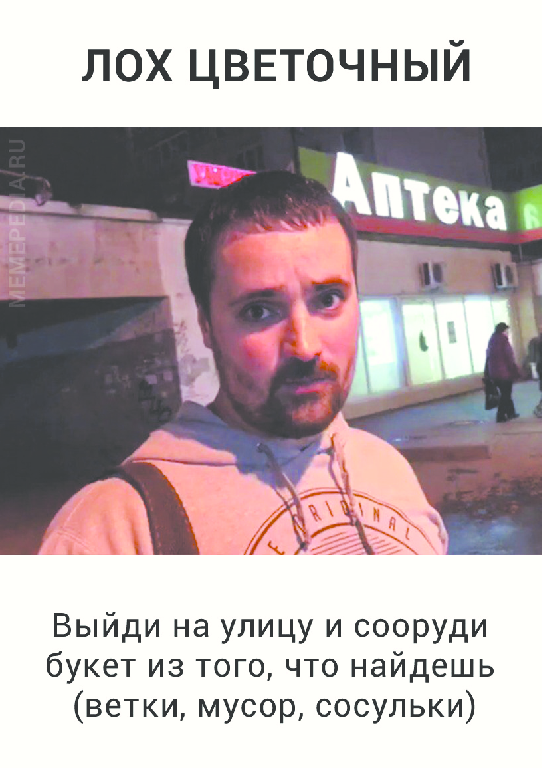 ЛОХ ЦВЕТОЧНЫЙ
MEMEPEDIA.RU
Аптека
ORIGINAL
Выйди на улицу и сооруди
букет из того, что найдешь
(ветки, мусор, сосульки)